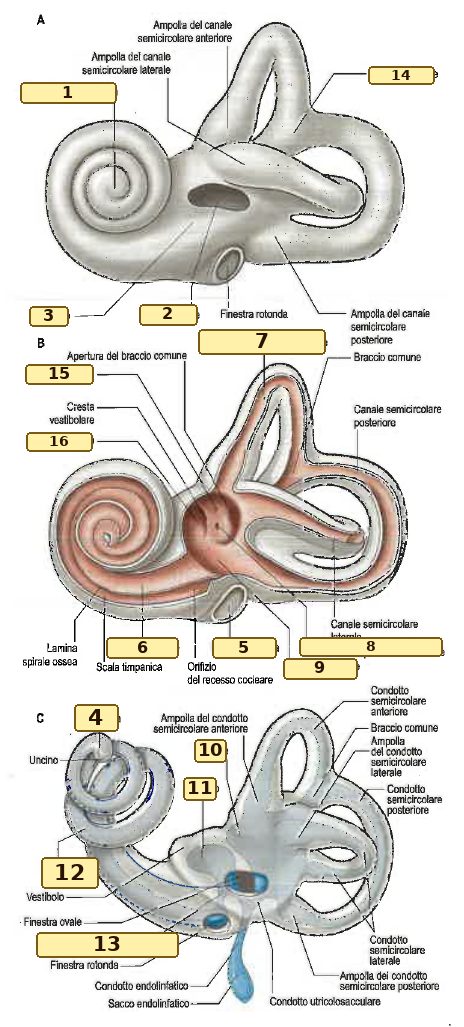 A
Ampolla del canale
semicircolare anteriore
Ampolla del canale
semicircolare laterale
1
14
3
2
Finestra rotonda
Ampolla del canale
semicircolare
posteriore
B
7
Apertura del braccio comune
Braccio comune
15
Cresta
vestibolare
Canale semicircolare
posteriore
16
Canale semicircolare
Lamina
spirale ossea
6
Scala timpanica
5
Orifizio
del recesso cocleare
8
9
C
4
Ampolla del condotto
semicircolare anteriore
Condotto
semicircolare
anteriore
Braccio comune
Uncino
10
Ampolla
del condotto
semicircolare
laterale
11
Condotto
semicircolare
posteriore
12
Vestibolo
Finestra ovale
13
Finestra rotonda
Condotto
semicircolare
laterale
Condotto endolinfatico
Ampolla del condotto
semicircolare posteriore
Sacco endolinfatico
Condotto utricolosacculare